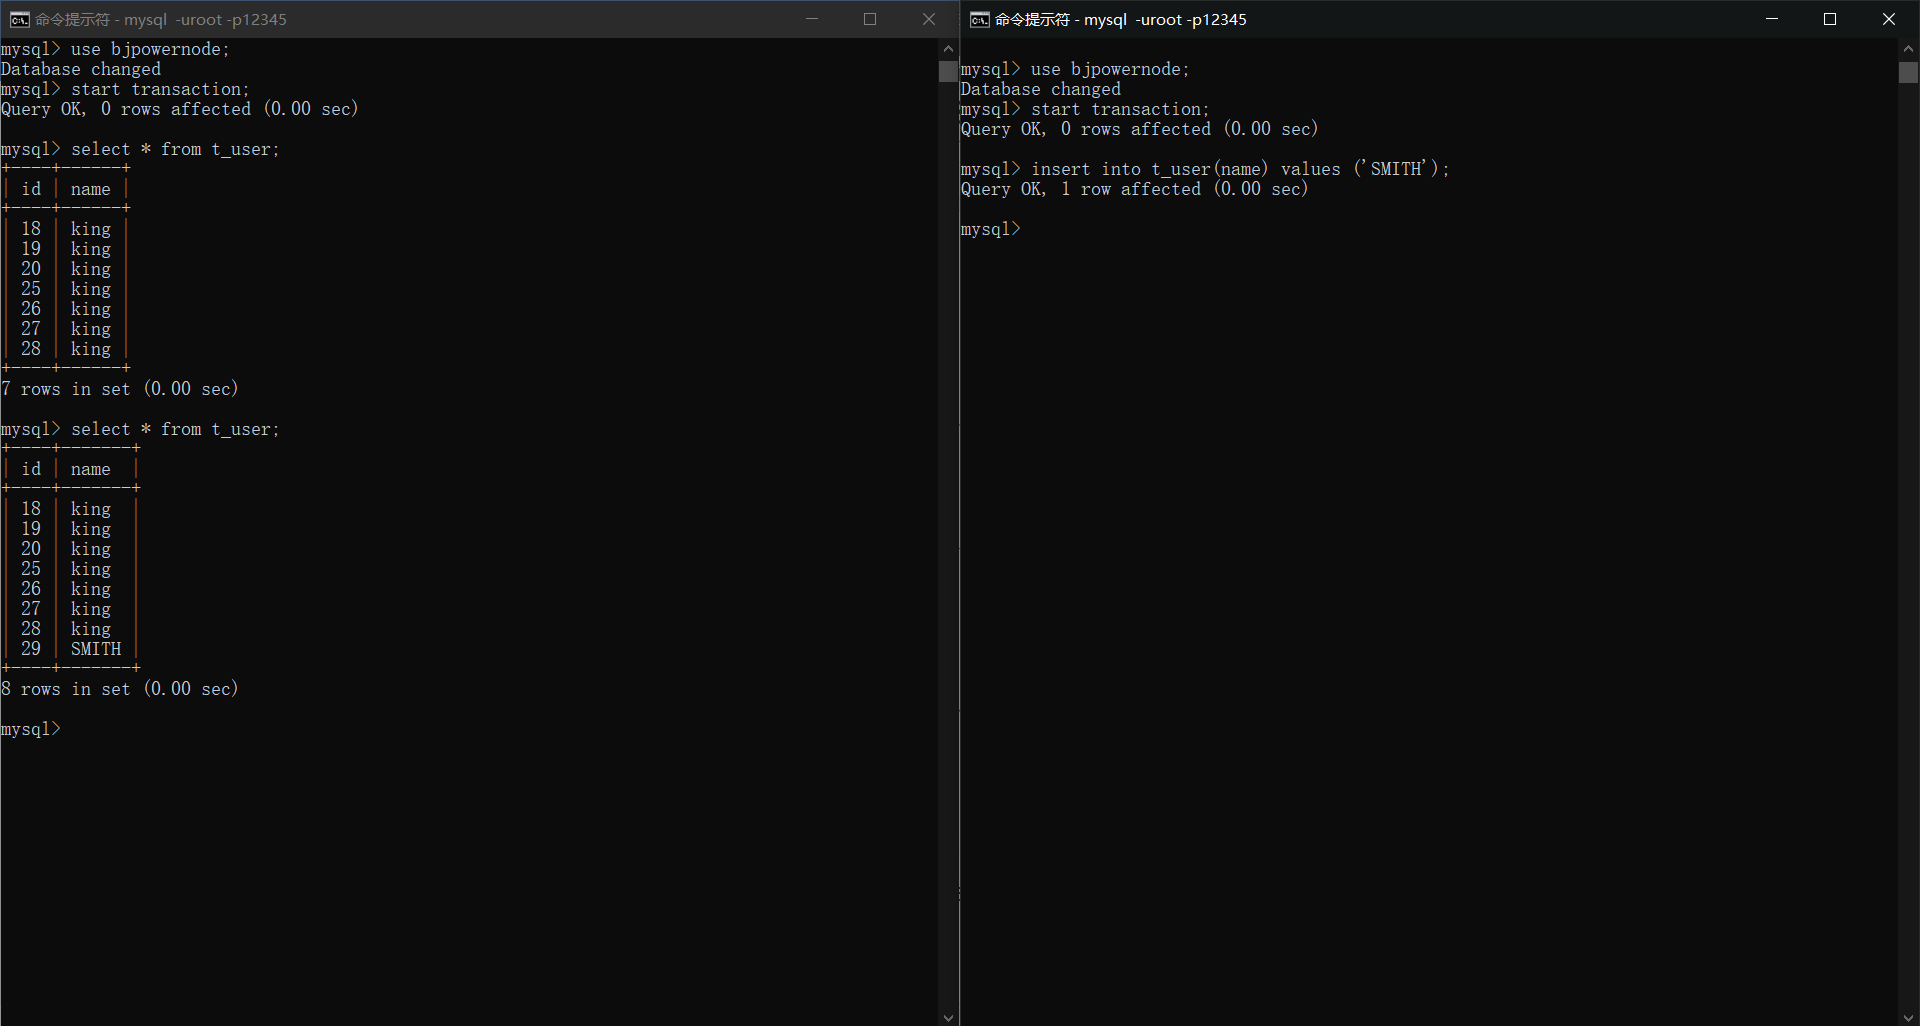 命令提示符 - mysql  -uroot -p12345
mysql> use bjpowernode;
Database changed
mysql> start transaction;
Query OK, 0 rows affected (0.00 sec)
mysql> select * from t_user;
+----+------+
| id | name |
+----+------+
| 18 | king |
| 19 | king |
| 20 | king |
| 25 | king |
| 26 | king |
| 27 | king |
| 28 | king |
+----+------+
7 rows in set (0.00 sec)
mysql> select * from t_user;
+----+-------+
| id | name  |
+----+-------+
| 18 | king  |
| 19 | king  |
| 20 | king  |
| 25 | king  |
| 26 | king  |
| 27 | king  |
| 28 | king  |
| 29 | SMITH |
+----+-------+
8 rows in set (0.00 sec)
mysql>
命令提示符 - mysql  -uroot -p12345
mysql> use bjpowernode;
Database changed
mysql> start transaction;
Query OK, 0 rows affected (0.00 sec)
mysql> insert into t_user(name) values ('SMITH');
Query OK, 1 row affected (0.00 sec)
mysql>